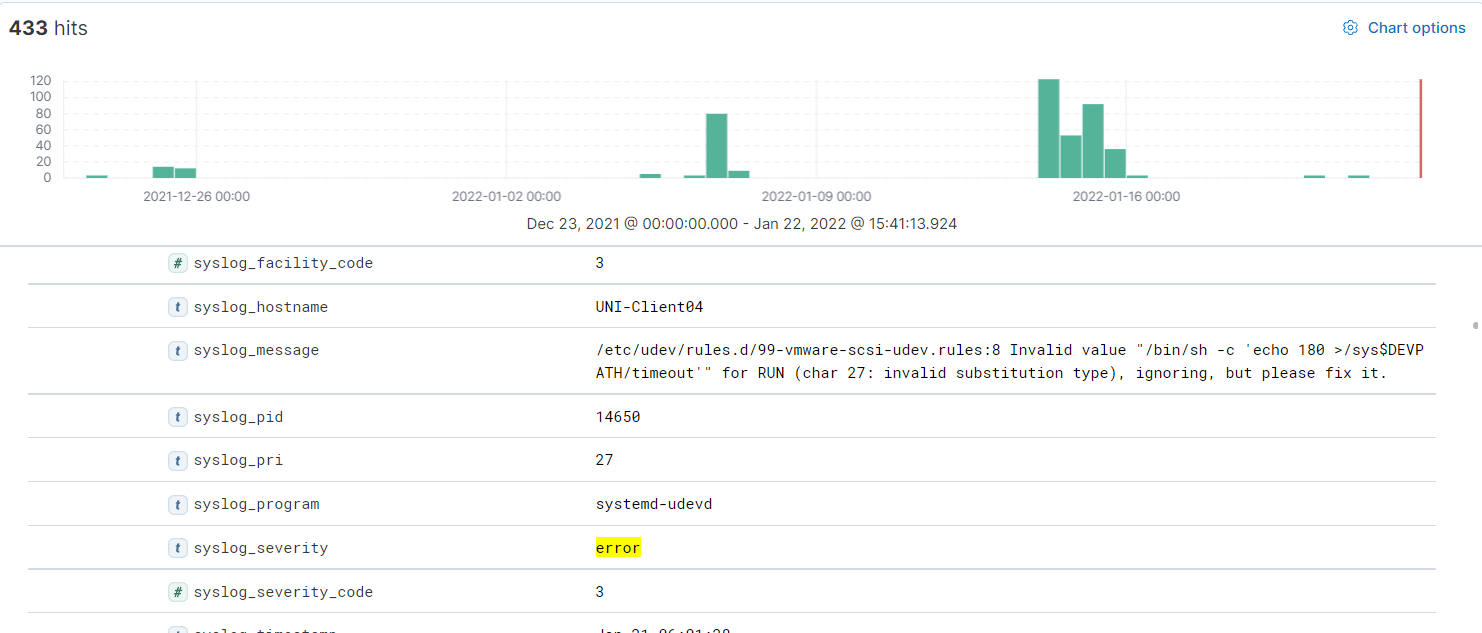 433 hits
Chart options
120
100
80
60
40
20
0
2021-12-26 00:00
2022-01-02 00:00
2022-01-09 00:00
2022-01-16 00:00
Dec 23, 2021 @ 00:00:00.000 - Jan 22, 2022 @ 15:41:13.924
# syslog_facility_code 3
t syslog_hostname UNI-Client04
t syslog_message /etc/udev/rules.d/99-vmware-scsi-udev.rules:8 Invalid value "/bin/sh -c 'echo 180 >/sys$DEVP
ATH/timeout'" for RUN (char 27: invalid substitution type), ignoring, but please fix it.
t syslog_pid 14650
t syslog_pri 27
t syslog_program systemd-udevd
t syslog_severity error
# syslog_severity_code 3